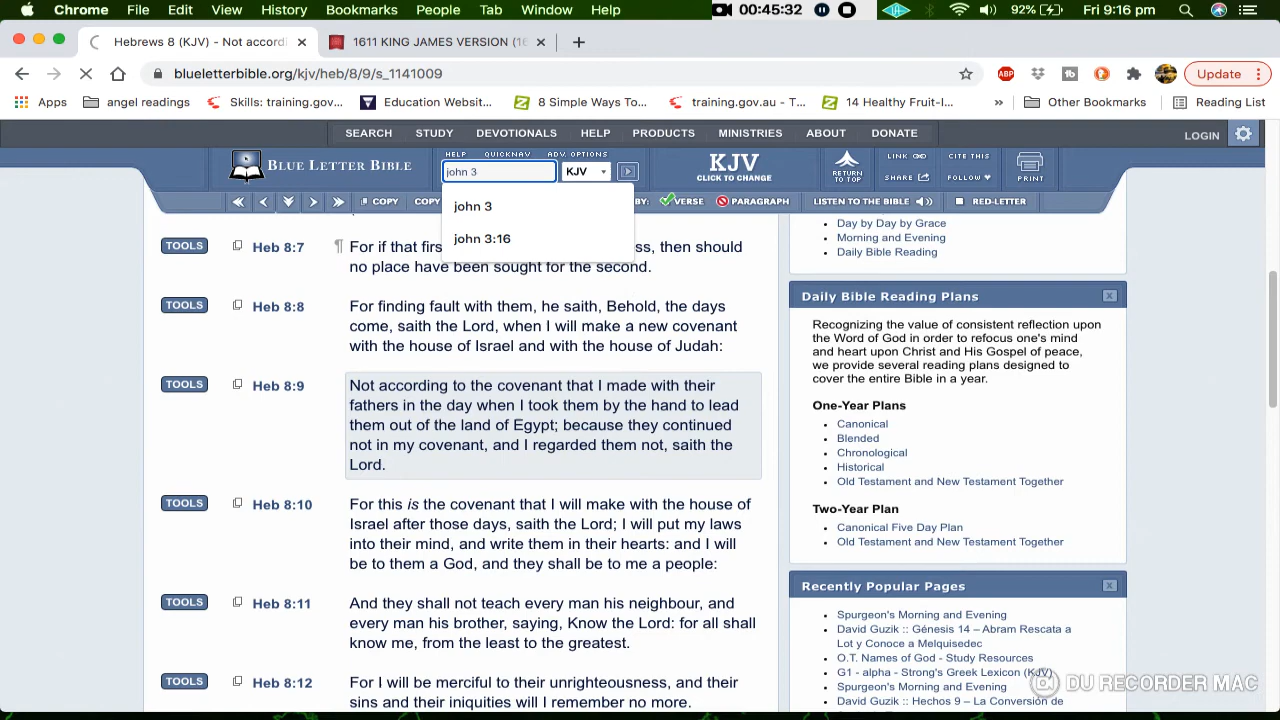 Chrome File Edit View History Bookmarks People Tab Window Help 00:45:32 92% Fri 9:16 pm
Hebrews 8 (KJV) - Not accordi × 1611 KING JAMES VERSION (16 × +
blueletterbible.org/kjv/heb/8/9/s_1141009 ABP Update
Apps angel readings Skills: training.gov... Education Websit... 8 Simple Ways To... training.gov.au - T... 14 Healthy Fruit-I... » Other Bookmarks Reading List
SEARCH STUDY DEVOTIONALS HELP PRODUCTS MINISTRIES ABOUT DONATE LOGIN
HELP QUICKNAV ADV. OPTIONS
BLUE LETTER BIBLE john 3 KJV
KJV
CLICK TO CHANGE
RETURN TO TOP
LINK CITE THIS
SHARE FOLLOW
PRINT
COPY COPY BY: VERSE PARAGRAPH LISTEN TO THE BIBLE RED-LETTER
john 3
john 3:16
TOOLS Heb 8:7 ¶ For if that firs ss, then should
no place have been sought for the second.
TOOLS Heb 8:8 For finding fault with them, he saith, Behold, the days
come, saith the Lord, when I will make a new covenant
with the house of Israel and with the house of Judah:
TOOLS Heb 8:9 Not according to the covenant that I made with their
fathers in the day when I took them by the hand to lead
them out of the land of Egypt; because they continued
not in my covenant, and I regarded them not, saith the
Lord.
TOOLS Heb 8:10 For this is the covenant that I will make with the house of
Israel after those days, saith the Lord; I will put my laws
into their mind, and write them in their hearts: and I will
be to them a God, and they shall be to me a people:
TOOLS Heb 8:11 And they shall not teach every man his neighbour, and
every man his brother, saying, Know the Lord: for all shall
know me, from the least to the greatest.
TOOLS Heb 8:12 For I will be merciful to their unrighteousness, and their
sins and their iniquities will I remember no more.
Day by Day by Grace
Morning and Evening
Daily Bible Reading
Daily Bible Reading Plans
Recognizing the value of consistent reflection upon
the Word of God in order to refocus one's mind
and heart upon Christ and His Gospel of peace,
we provide several reading plans designed to
cover the entire Bible in a year.
One-Year Plans
Canonical
Blended
Chronological
Historical
Old Testament and New Testament Together
Two-Year Plan
Canonical Five Day Plan
Old Testament and New Testament Together
Recently Popular Pages
Spurgeon's Morning and Evening
David Guzik :: Génesis 14 – Abram Rescata a
Lot y Conoce a Melquisedec
O.T. Names of God - Study Resources
G1 - alpha - Strong's Greek Lexicon (KJV)
Spurgeon's Morning and Evening
David Guzik :: Hechos 9 – La Conversión de
DU RECORDER MAC